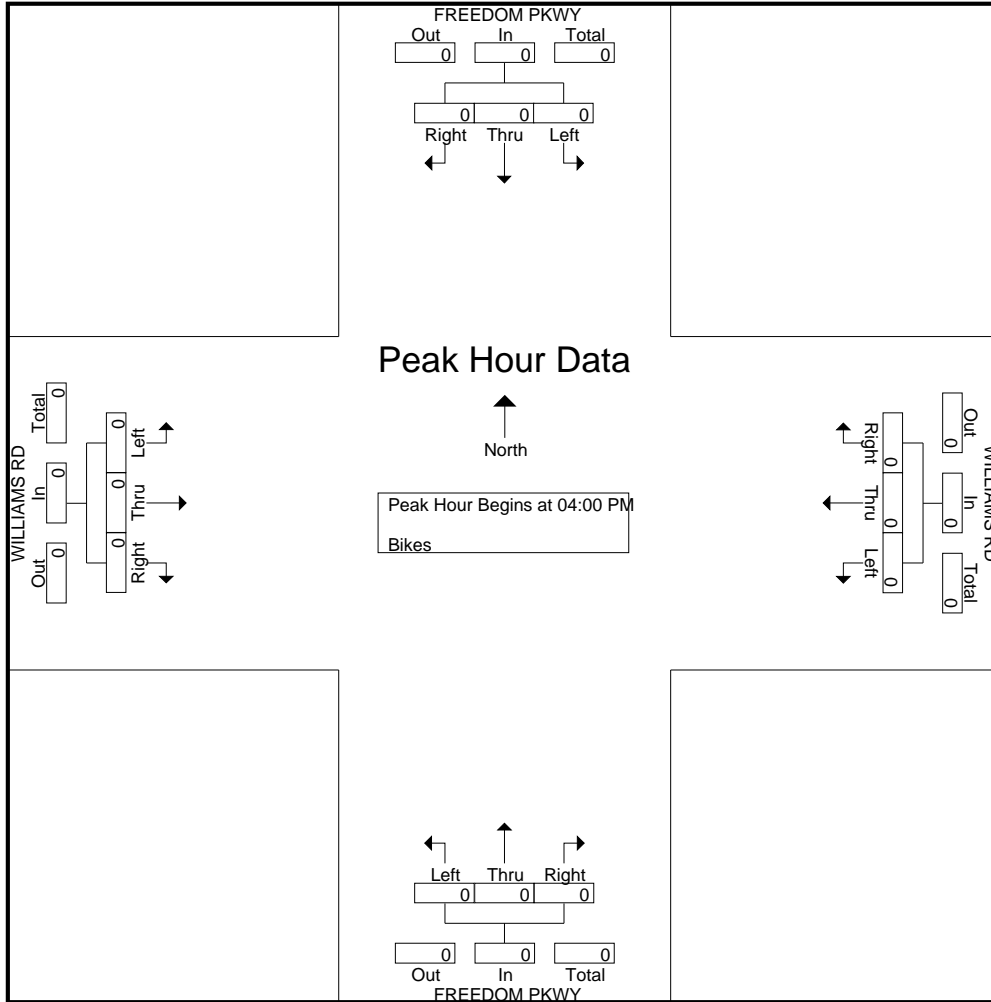 FREEDOM PKWY
Out In Total
0 0 0
0 0 0
Right Thru Left
Peak Hour Data
North
Peak Hour Begins at 04:00 PM
Bikes
WILLIAMS RD
Total In Out
0 0 0
0 0 0
Left Thru Right
WILLIAMS RD
Out In Total
0 0 0
0 0 0
Right Thru Left
Left Thru Right
0 0 0
0 0 0
Out In Total
FREEDOM PKWY